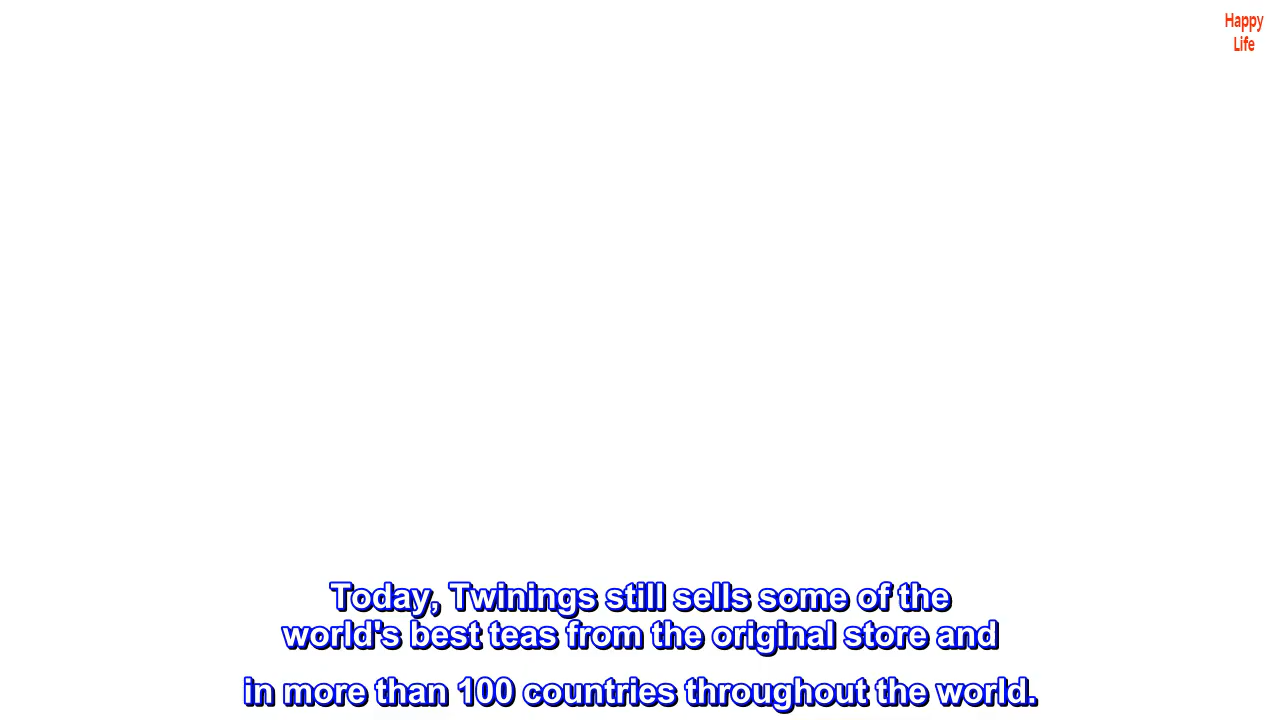 Happy
Life
Today, Twinings still sells some of the
world's best teas from the original store and
in more than 100 countries throughout the world.